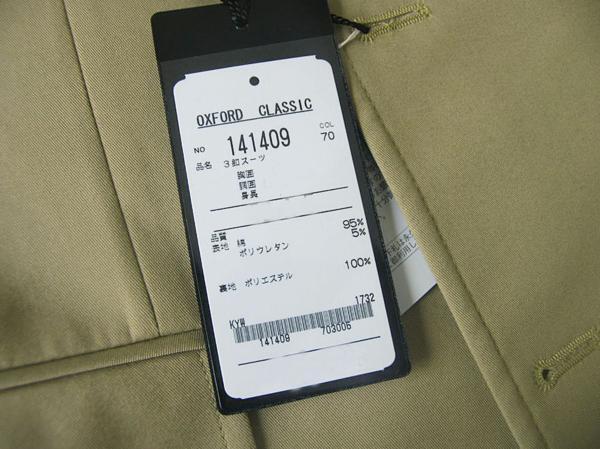 OXFORD CLASSIC
NO 141409 COL 70
品名 3釦スーツ
胸囲
胴囲
身長
品質
表地 綿 95%
ポリウレタン 5%
裏地 ポリエステル 100%
1732
KYW
141409 703005